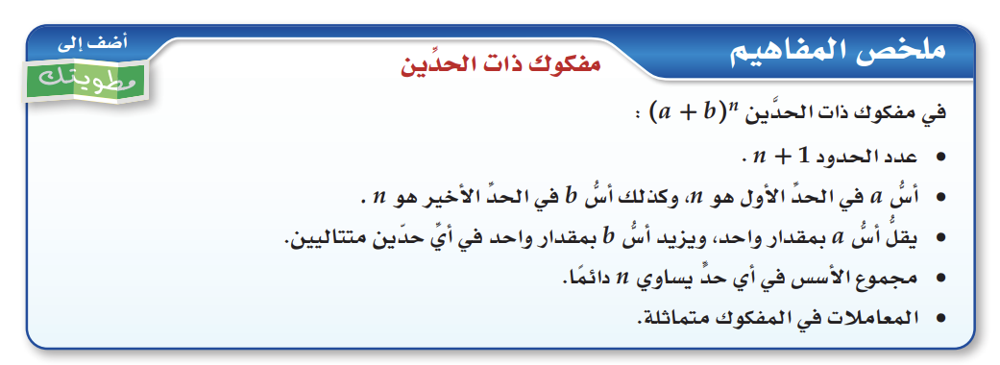 ملخص المفاهيم
أضف إلى
مطويتك
مفكوك ذات الحدِّين
في مفكوك ذات الحدَّين (a + b)ⁿ :
• عدد الحدود n + 1 .
• أسُّ a في الحدِّ الأول هو n، وكذلك أسُّ b في الحدِّ الأخير هو n .
• يقلُّ أسُّ a بمقدار واحد، ويزيد أسُّ b بمقدار واحد في أيِّ حدّين متتاليين.
• مجموع الأسس في أي حدٍّ يساوي n دائمًا.
• المعاملات في المفكوك متماثلة.